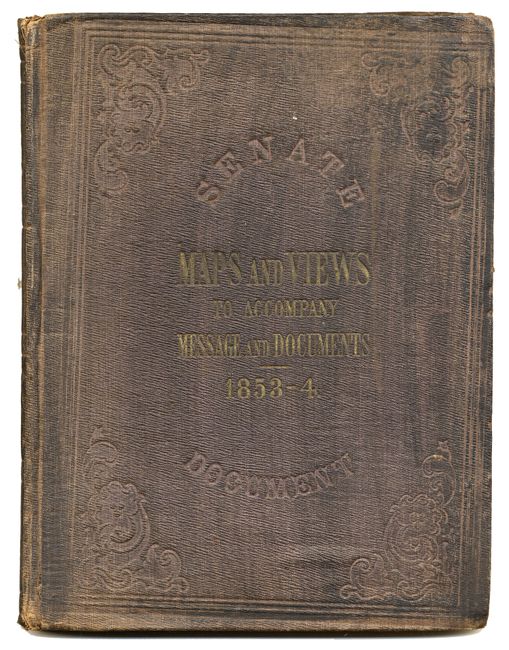 SENATE
MAPS AND VIEWS
TO ACCOMPANY
MESSAGE AND DOCUMENTS
1853-4.
DOCUMENT